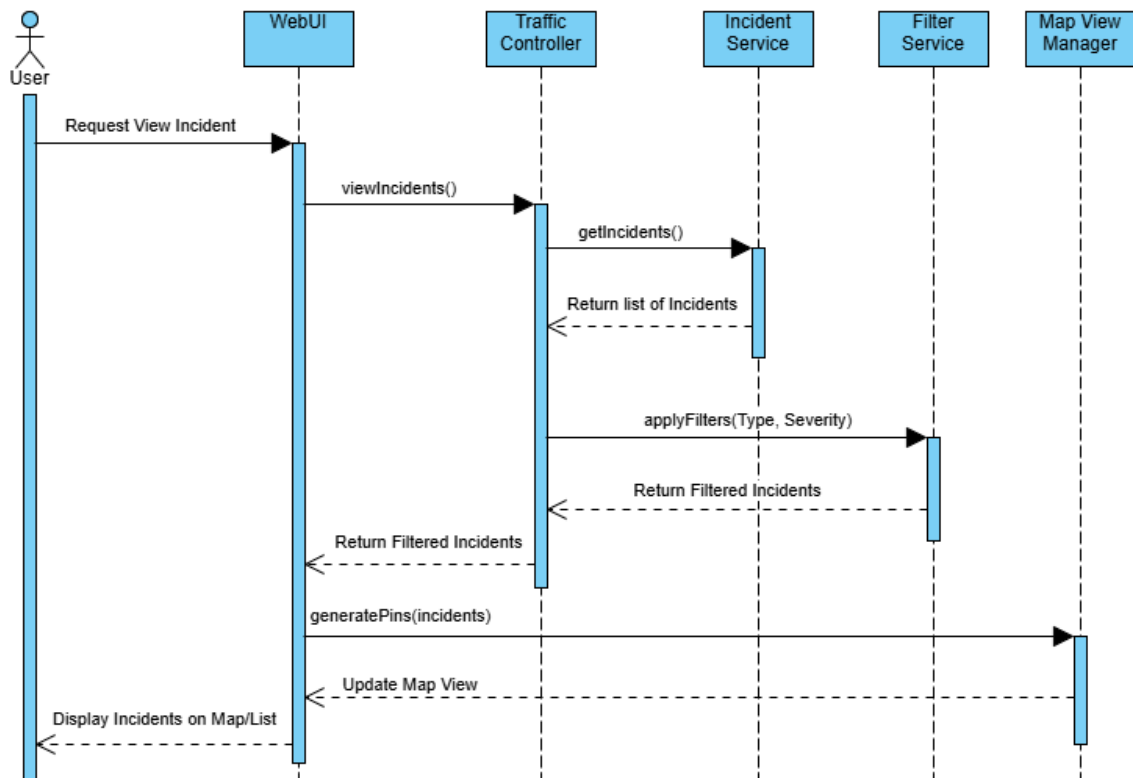 User
WebUI
Traffic
Controller
Incident
Service
Filter
Service
Map View
Manager
Request View Incident
viewIncidents()
getIncidents()
Return list of Incidents
applyFilters(Type, Severity)
Return Filtered Incidents
Return Filtered Incidents
generatePins(incidents)
Update Map View
Display Incidents on Map/List